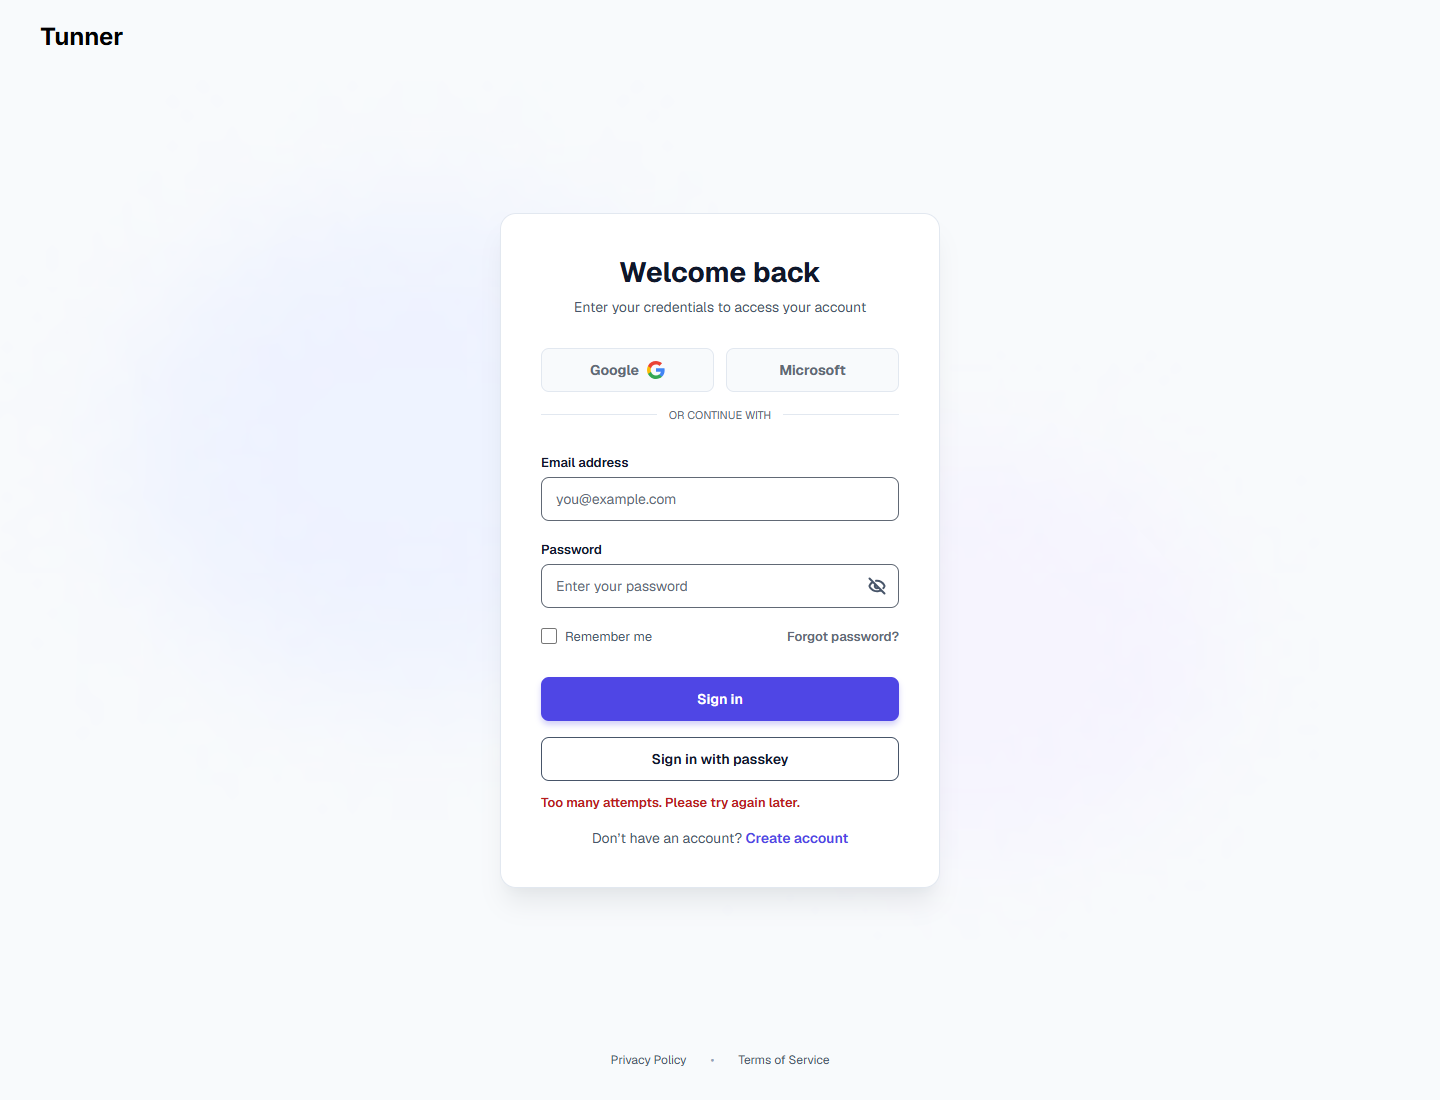 Tunner
Welcome back
Enter your credentials to access your account
Google
Microsoft
OR CONTINUE WITH
Email address
you@example.com
Password
Enter your password
Remember me
Forgot password?
Sign in
Sign in with passkey
Too many attempts. Please try again later.
Don't have an account? Create account
Privacy Policy • Terms of Service